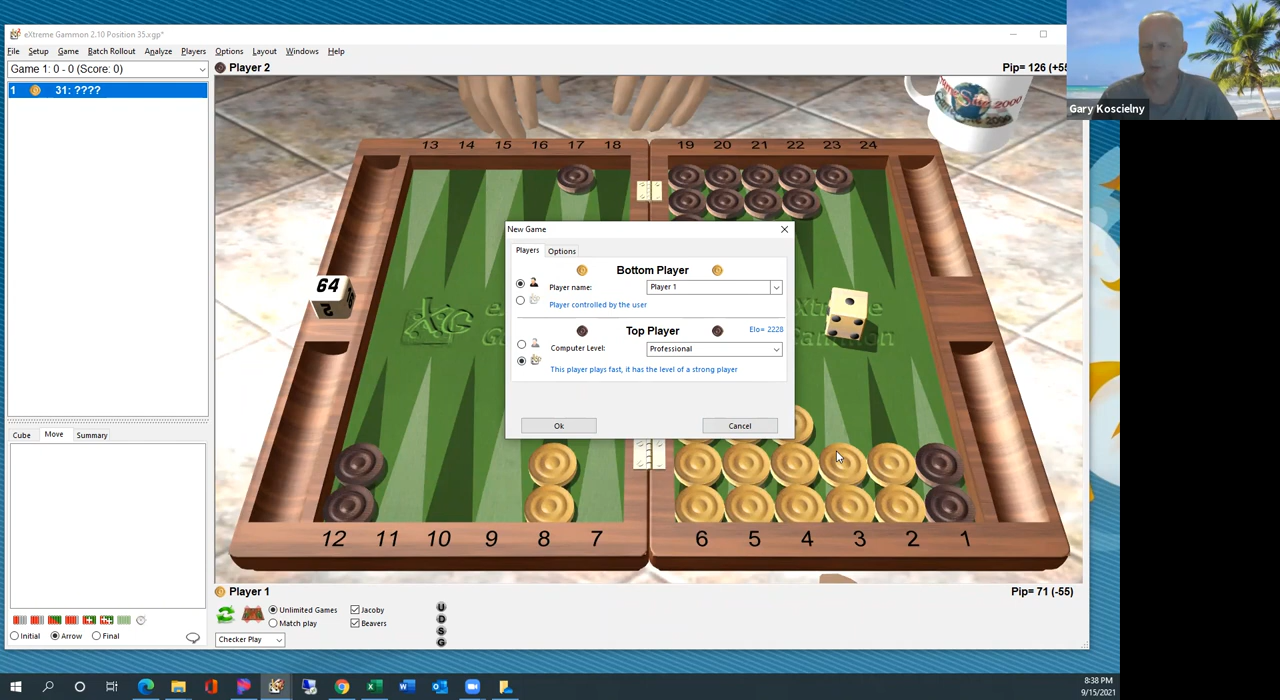 eXtreme Gammon 2.10 Position 35.xgp*
File Setup Game Batch Rollout Analyze Players Options Layout Windows Help
Game 1: 0 - 0 (Score: 0)
Player 2
Pip= 126 (+55
Gary Koscielny
1 31: ????
13 14 15 16 17 18 19 20 21 22 23 24
64
2
New Game
Players Options
Bottom Player
Player name: Player 1
Player controlled by the user
Top Player
Elo= 2228
Computer Level: Professional
This player plays fast, it has the level of a strong player
Ok Cancel
Cube Move Summary
12 11 10 9 8 7 6 5 4 3 2 1
Player 1
Pip= 71 (-55)
Unlimited Games Jacoby
Match play Beavers
Initial Arrow Final
Checker Play
U
D
S
G
8:38 PM
9/15/2021